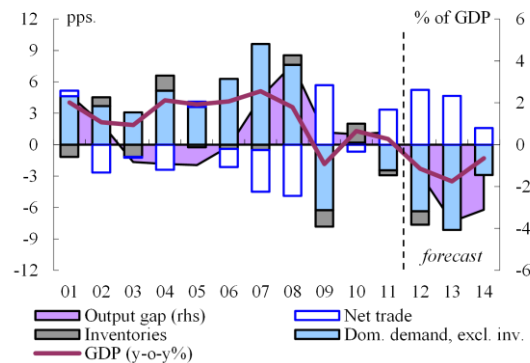 pps. % of GDP
12 6
9 4
6
3 2
0 0
-3
-6 -2
-9 -4
-12 -6
forecast
01 02 03 04 05 06 07 08 09 10 11 12 13 14
Output gap (rhs) Net trade
Inventories Dom. demand, excl. inv.
GDP (y-o-y%)